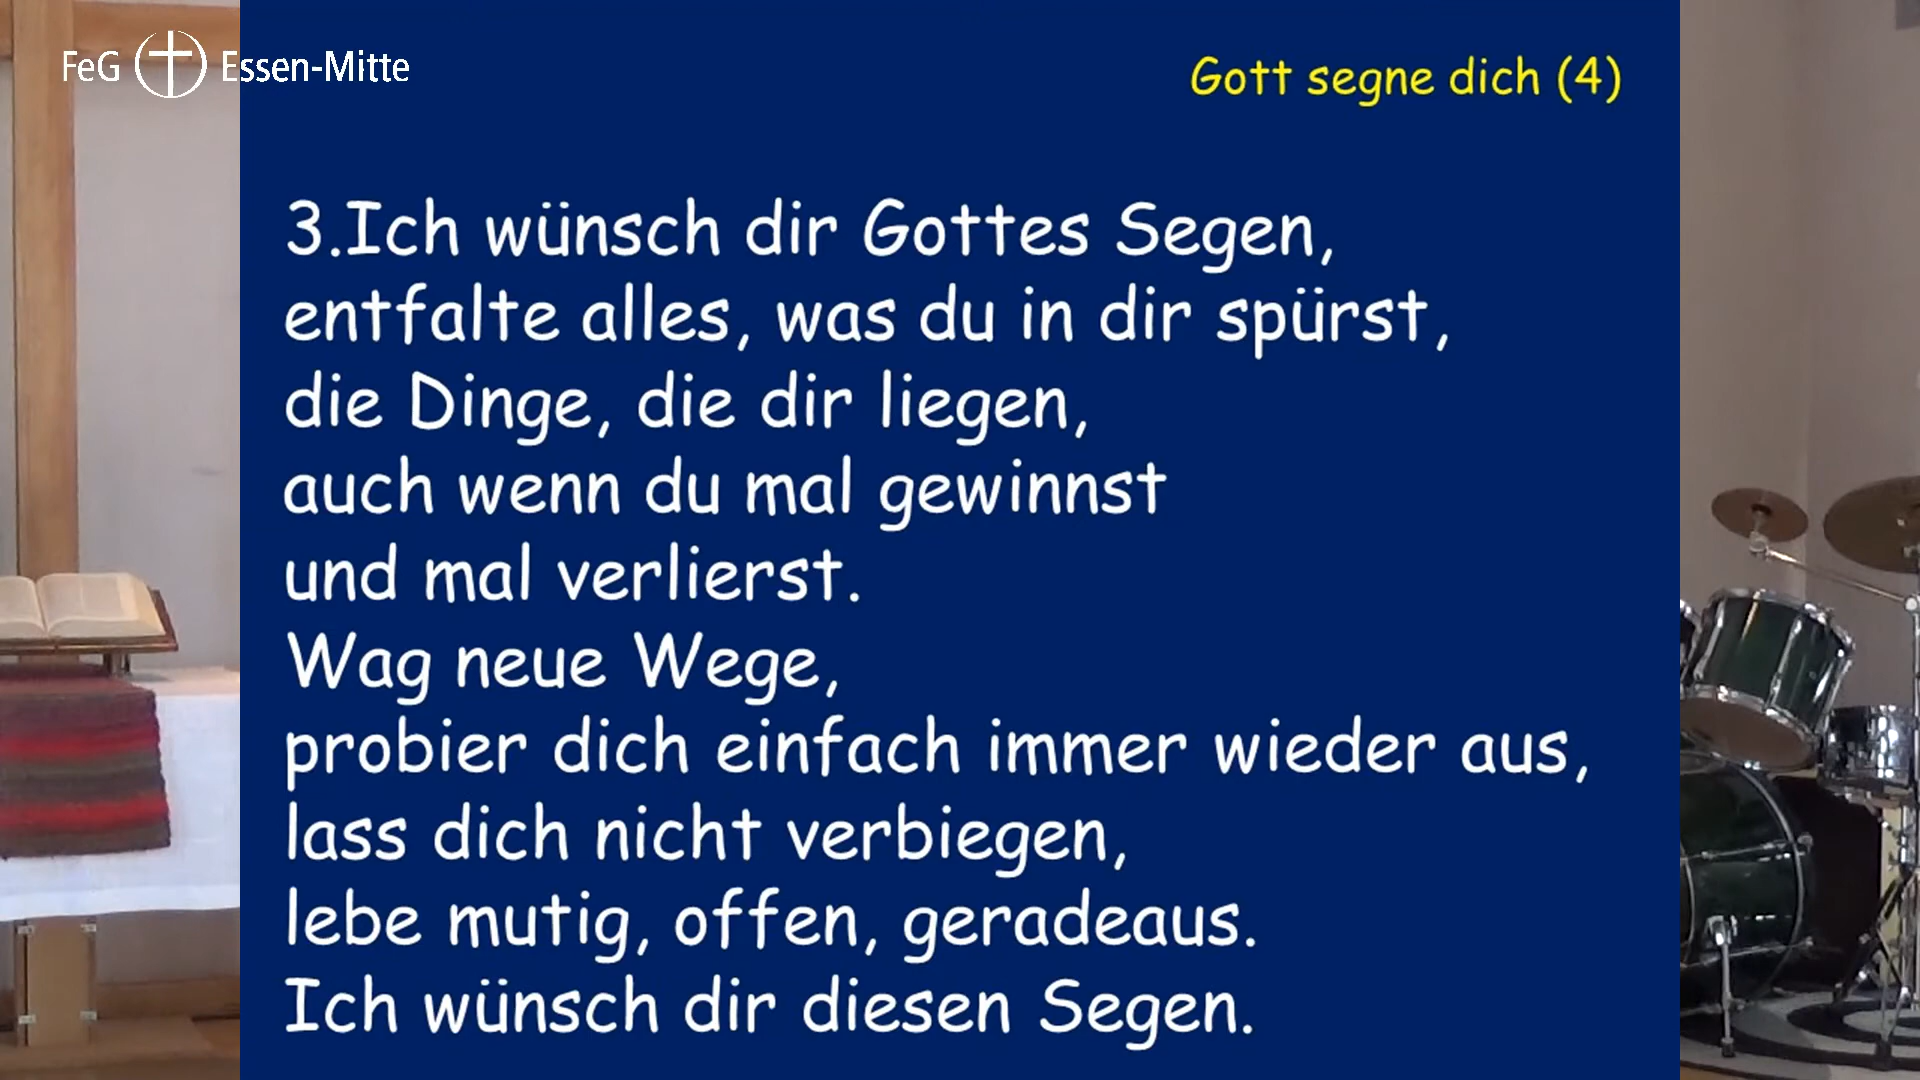 FeG Essen-Mitte
Gott segne dich (4)
3.Ich wünsch dir Gottes Segen,
entfalte alles, was du in dir spürst,
die Dinge, die dir liegen,
auch wenn du mal gewinnst
und mal verlierst.
Wag neue Wege,
probier dich einfach immer wieder aus,
lass dich nicht verbiegen,
lebe mutig, offen, geradeaus.
Ich wünsch dir diesen Segen.